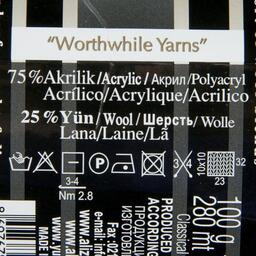 “Worthwhile Yarns”
75%Akrilik/Acrylic/Акрил/Polyacryl
Acrílico/Acrylique/Acrilico
25%Yün/Wool/Шерсть/Wolle
Lana/Laine/Lã
3-4
Nm 2.8
3 4
10x10
32
23
100 g
280 mt
Classical
PRODUCED
ACCORDING
MADE